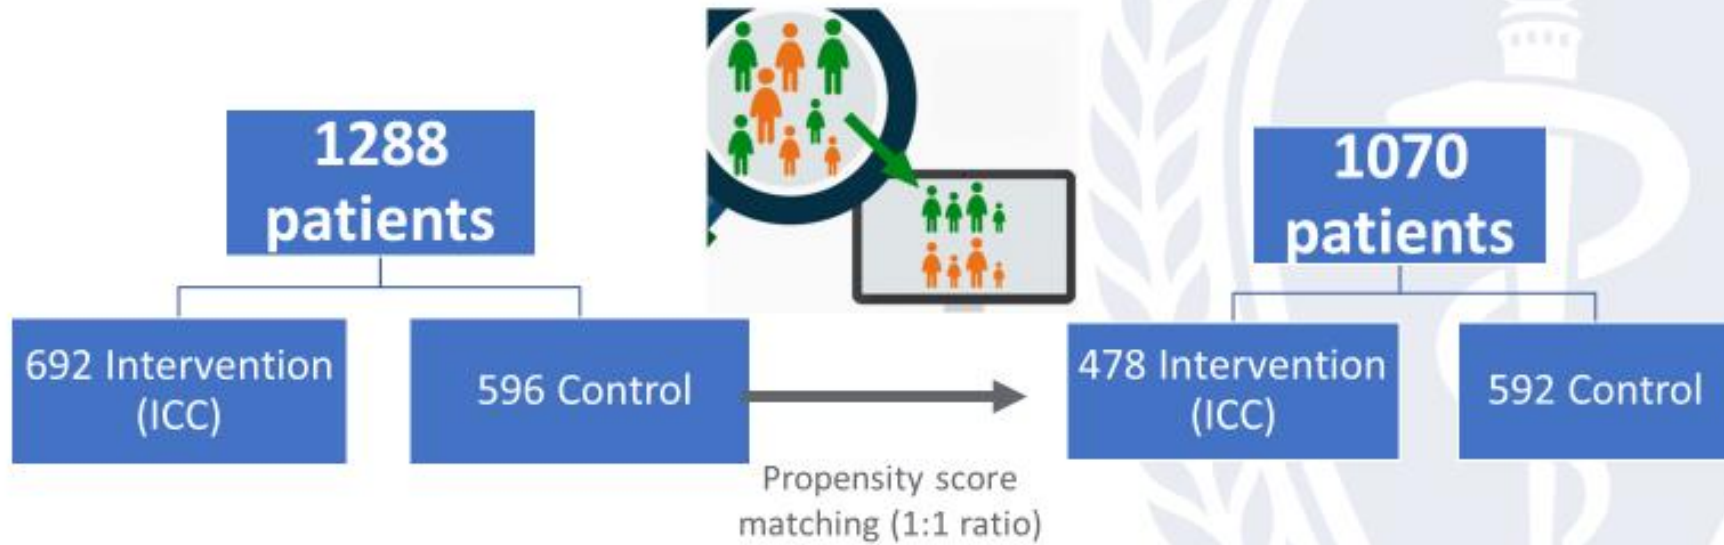 1288
patients
692 Intervention
(ICC)
596 Control
Propensity score
matching (1:1 ratio)
1070
patients
478 Intervention
(ICC)
592 Control